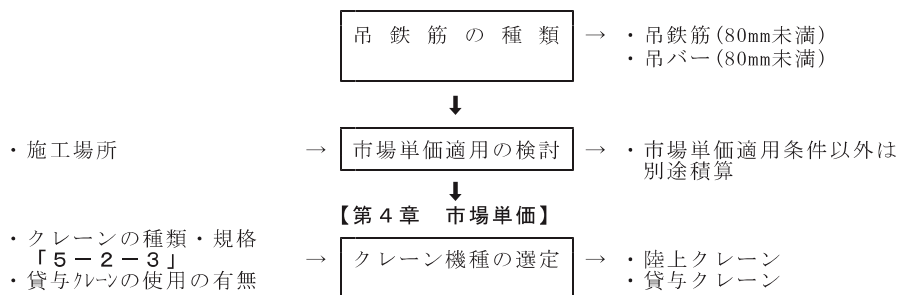 吊鉄筋の種類 → ・吊鉄筋(80mm未満)
・吊バー(80mm未満)
⬇
・施工場所 → 市場単価適用の検討 → ・市場単価適用条件以外は
別途積算
⬇
【第４章　市場単価】
・クレーンの種類・規格
「５－２－３」 → クレーン機種の選定 → ・陸上クレーン
・貸与ｸﾚｰﾝの使用の有無 ・貸与クレーン